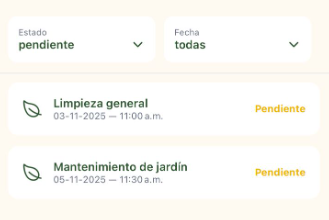 Estado
pendiente
Fecha
todas
Limpieza general
03-11-2025 — 11:00 a.m.
Pendiente
Mantenimiento de jardín
05-11-2025 — 11:30 a.m.
Pendiente